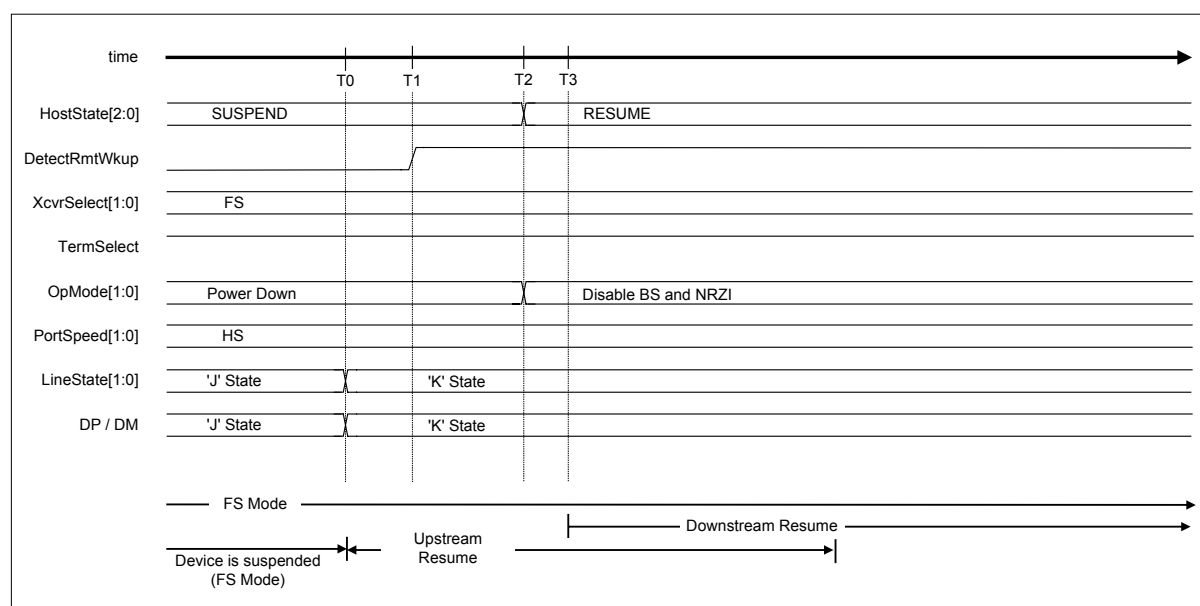 time
T0 T1 T2 T3
HostState[2:0] SUSPEND RESUME
DetectRmtWkup
XcvrSelect[1:0] FS
TermSelect
OpMode[1:0] Power Down Disable BS and NRZI
PortSpeed[1:0] HS
LineState[1:0] 'J' State 'K' State
DP / DM 'J' State 'K' State
FS Mode
Downstream Resume
Upstream
Resume
Device is suspended
(FS Mode)